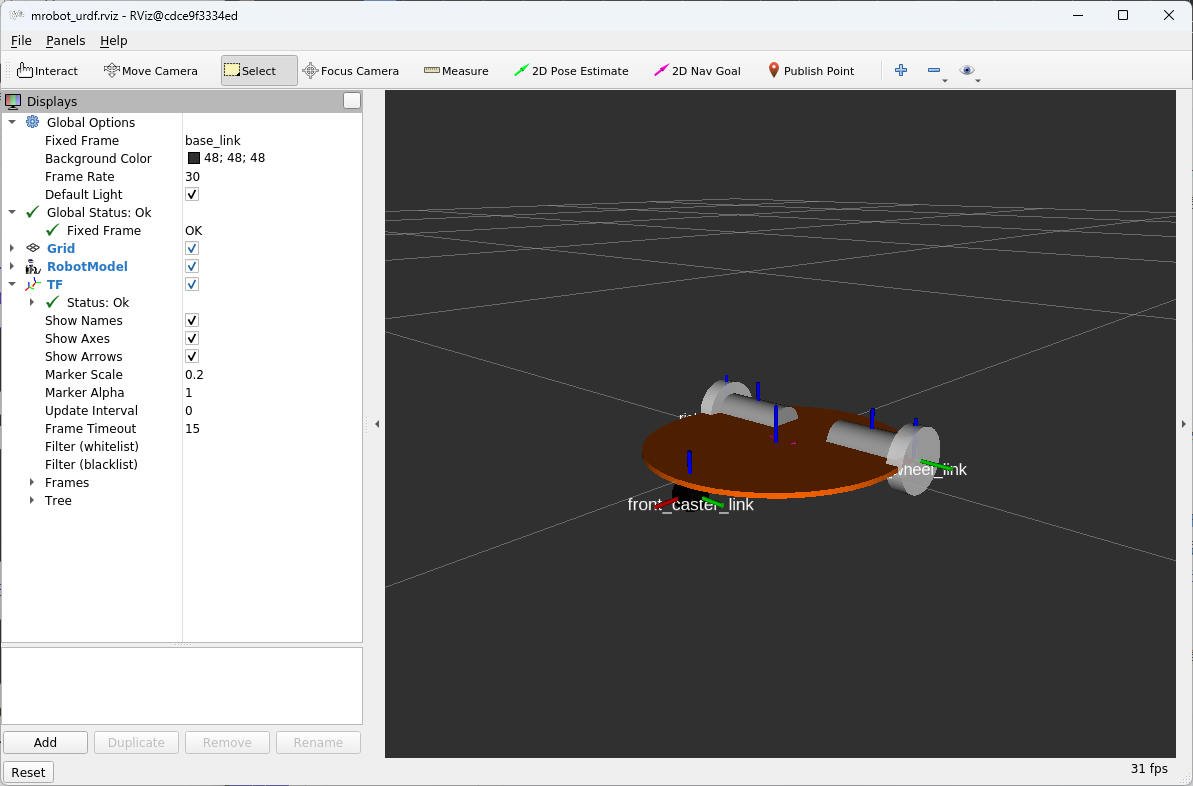 mrobot_urdf.rviz - RViz@cdce9f3334ed
File Panels Help
Interact Move Camera Select Focus Camera Measure 2D Pose Estimate 2D Nav Goal Publish Point
Displays
Global Options
Fixed Frame base_link
Background Color 48; 48; 48
Frame Rate 30
Default Light
Global Status: Ok
Fixed Frame OK
Grid
RobotModel
TF
Status: Ok
Show Names
Show Axes
Show Arrows
Marker Scale 0.2
Marker Alpha 1
Update Interval 0
Frame Timeout 15
Filter (whitelist)
Filter (blacklist)
Frames
Tree
_wheel_link
front_caster_link
Add Duplicate Remove Rename
Reset
31 fps